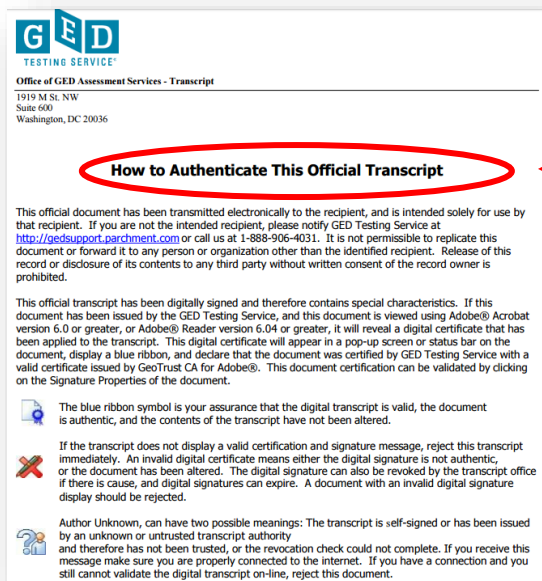 GED
TESTING SERVICE®
Office of GED Assessment Services - Transcript
1919 M St. NW
Suite 600
Washington, DC 20036
How to Authenticate This Official Transcript
This official document has been transmitted electronically to the recipient, and is intended solely for use by
that recipient. If you are not the intended recipient, please notify GED Testing Service at
http://gedsupport.parchment.com or call us at 1-888-906-4031. It is not permissible to replicate this
document or forward it to any person or organization other than the identified recipient. Release of this
record or disclosure of its contents to any third party without written consent of the record owner is
prohibited.
This official transcript has been digitally signed and therefore contains special characteristics. If this
document has been issued by the GED Testing Service, and this document is viewed using Adobe® Acrobat
version 6.0 or greater, or Adobe® Reader version 6.04 or greater, it will reveal a digital certificate that has
been applied to the transcript. This digital certificate will appear in a pop-up screen or status bar on the
document, display a blue ribbon, and declare that the document was certified by GED Testing Service with a
valid certificate issued by GeoTrust CA for Adobe®. This document certification can be validated by clicking
on the Signature Properties of the document.
The blue ribbon symbol is your assurance that the digital transcript is valid, the document
is authentic, and the contents of the transcript have not been altered.
If the transcript does not display a valid certification and signature message, reject this transcript
immediately. An invalid digital certificate means either the digital signature is not authentic,
or the document has been altered. The digital signature can also be revoked by the transcript office
if there is cause, and digital signatures can expire. A document with an invalid digital signature
display should be rejected.
Author Unknown, can have two possible meanings: The transcript is self-signed or has been issued
by an unknown or untrusted transcript authority
and therefore has not been trusted, or the revocation check could not complete. If you receive this
message make sure you are properly connected to the internet. If you have a connection and you
still cannot validate the digital transcript on-line, reject this document.